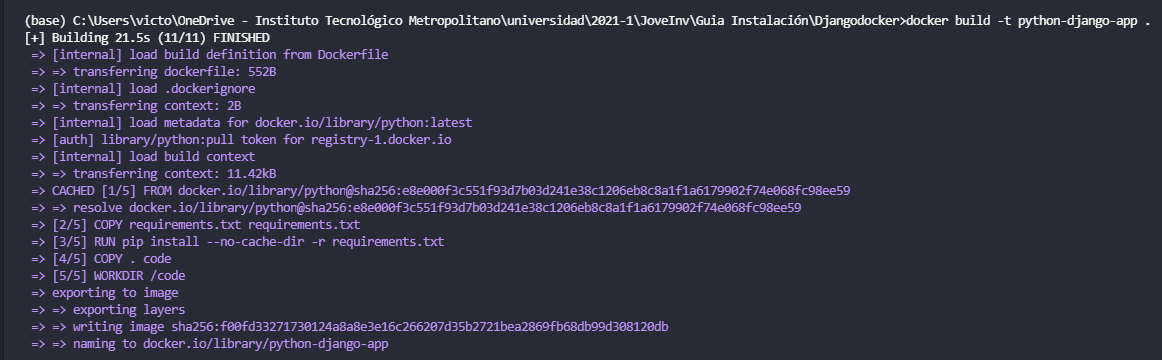 (base) C:\Users\victo\OneDrive - Instituto Tecnológico Metropolitano\universidad\2021-1\JoveInv\Guia Instalación\Djangodocker>docker build -t python-django-app .
[+] Building 21.5s (11/11) FINISHED
=> [internal] load build definition from Dockerfile
=> => transferring dockerfile: 552B
=> [internal] load .dockerignore
=> => transferring context: 2B
=> [internal] load metadata for docker.io/library/python:latest
=> [auth] library/python:pull token for registry-1.docker.io
=> [internal] load build context
=> => transferring context: 11.42kB
=> CACHED [1/5] FROM docker.io/library/python@sha256:e8e000f3c551f93d7b03d241e38c1206eb8c8a1f1a6179902f74e068fc98ee59
=> => resolve docker.io/library/python@sha256:e8e000f3c551f93d7b03d241e38c1206eb8c8a1f1a6179902f74e068fc98ee59
=> [2/5] COPY requirements.txt requirements.txt
=> [3/5] RUN pip install --no-cache-dir -r requirements.txt
=> [4/5] COPY . code
=> [5/5] WORKDIR /code
=> exporting to image
=> => exporting layers
=> => writing image sha256:f00fd33271730124a8a8e3e16c266207d35b2721bea2869fb68db99d308120db
=> => naming to docker.io/library/python-django-app